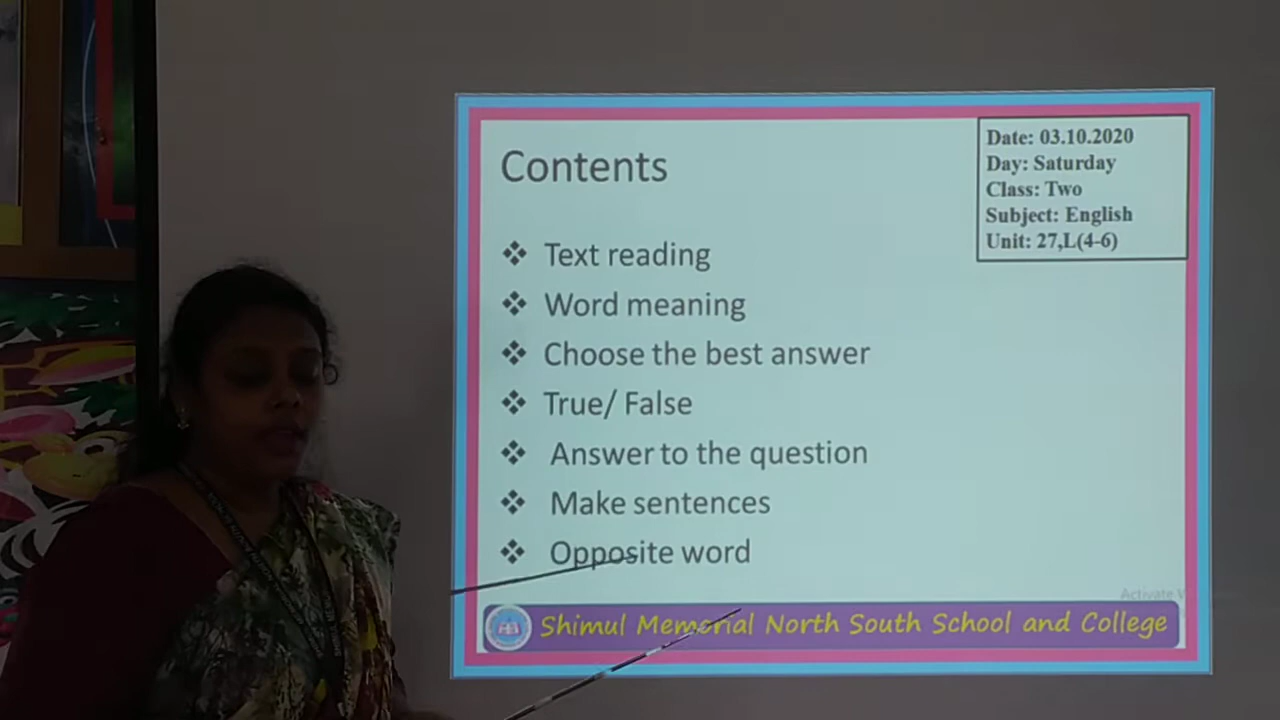 Contents
Date: 03.10.2020
Day: Saturday
Class: Two
Subject: English
Unit: 27,L(4-6)
Text reading
Word meaning
Choose the best answer
True/ False
Answer to the question
Make sentences
Opposite word
Activate
Shimul Memorial North South School and College